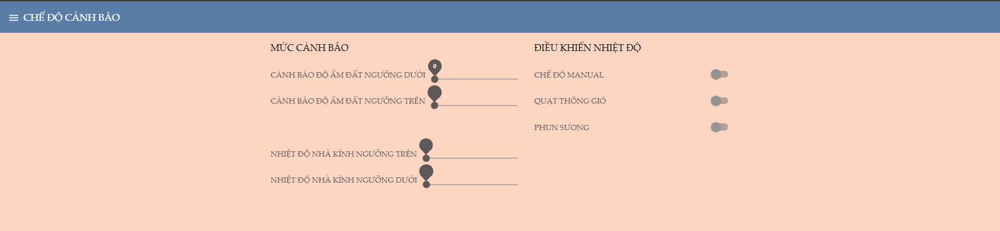 CHẾ ĐỘ CẢNH BÁO
MỨC CẢNH BÁO
CẢNH BÁO ĐỘ ẨM ĐẤT NGƯỠNG DƯỚI
0
CẢNH BÁO ĐỘ ẨM ĐẤT NGƯỠNG TRÊN
NHIỆT ĐỘ NHÀ KÍNH NGƯỠNG TRÊN
NHIỆT ĐỘ NHÀ KÍNH NGƯỠNG DƯỚI
ĐIỀU KHIỂN NHIỆT ĐỘ
CHẾ ĐỘ MANUAL
QUẠT THÔNG GIÓ
PHUN SƯƠNG